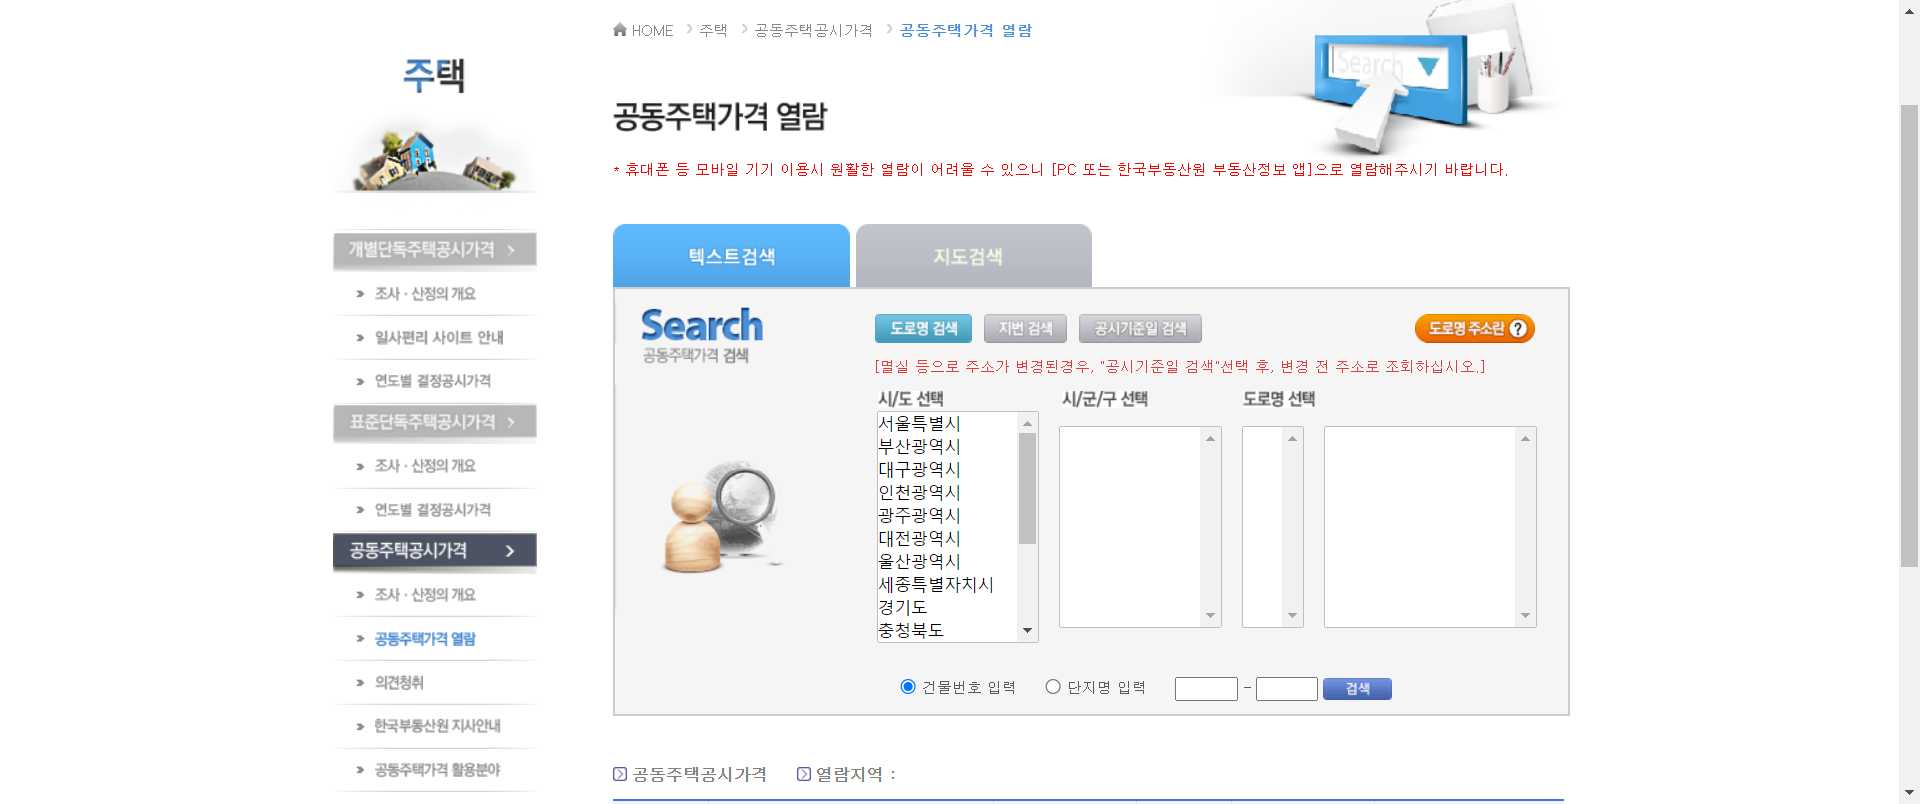 HOME > 주택 > 공동주택공시가격 > 공동주택가격 열람
주택
Search
공동주택가격 열람
* 휴대폰 등 모바일 기기 이용시 원활한 열람이 어려울 수 있으니 [PC 또는 한국부동산원 부동산정보 앱]으로 열람해주시기 바랍니다.
개별단독주택공시가격
조사 · 산정의 개요
일사편리 사이트 안내
연도별 결정공시가격
표준단독주택공시가격
조사 · 산정의 개요
연도별 결정공시가격
공동주택공시가격
조사 · 산정의 개요
공동주택가격 열람
의견청취
한국부동산원 지사안내
공동주택가격 활용분야
텍스트검색 지도검색
Search
공동주택가격 검색
도로명 검색 지번 검색 공시기준일 검색 도로명 주소란 ?
[멸실 등으로 주소가 변경된경우, "공시기준일 검색"선택 후, 변경 전 주소로 조회하십시오.]
시/도 선택 시/군/구 선택 도로명 선택
서울특별시
부산광역시
대구광역시
인천광역시
광주광역시
대전광역시
울산광역시
세종특별자치시
경기도
충청북도
건물번호 입력 단지명 입력 - 검색
공동주택공시가격 열람지역 :